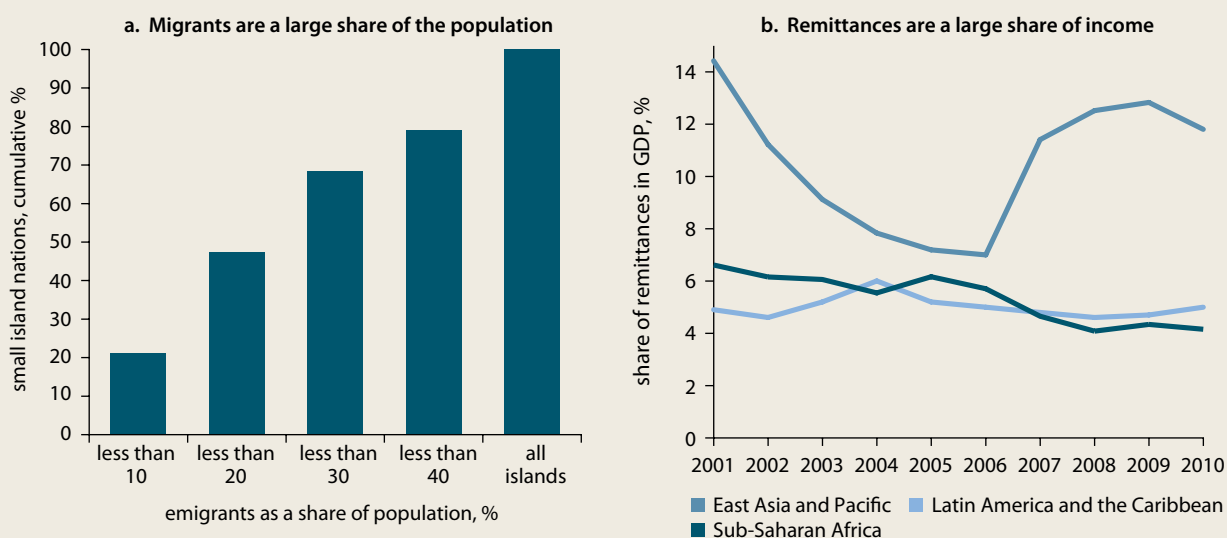 a. Migrants are a large share of the population
small island nations, cumulative %
100
90
80
70
60
50
40
30
20
10
0
less than
10
less than
20
less than
30
less than
40
all
islands
emigrants as a share of population, %
b. Remittances are a large share of income
share of remittances in GDP, %
14
12
10
8
6
4
2
0
2001 2002 2003 2004 2005 2006 2007 2008 2009 2010
East Asia and Pacific
Latin America and the Caribbean
Sub-Saharan Africa